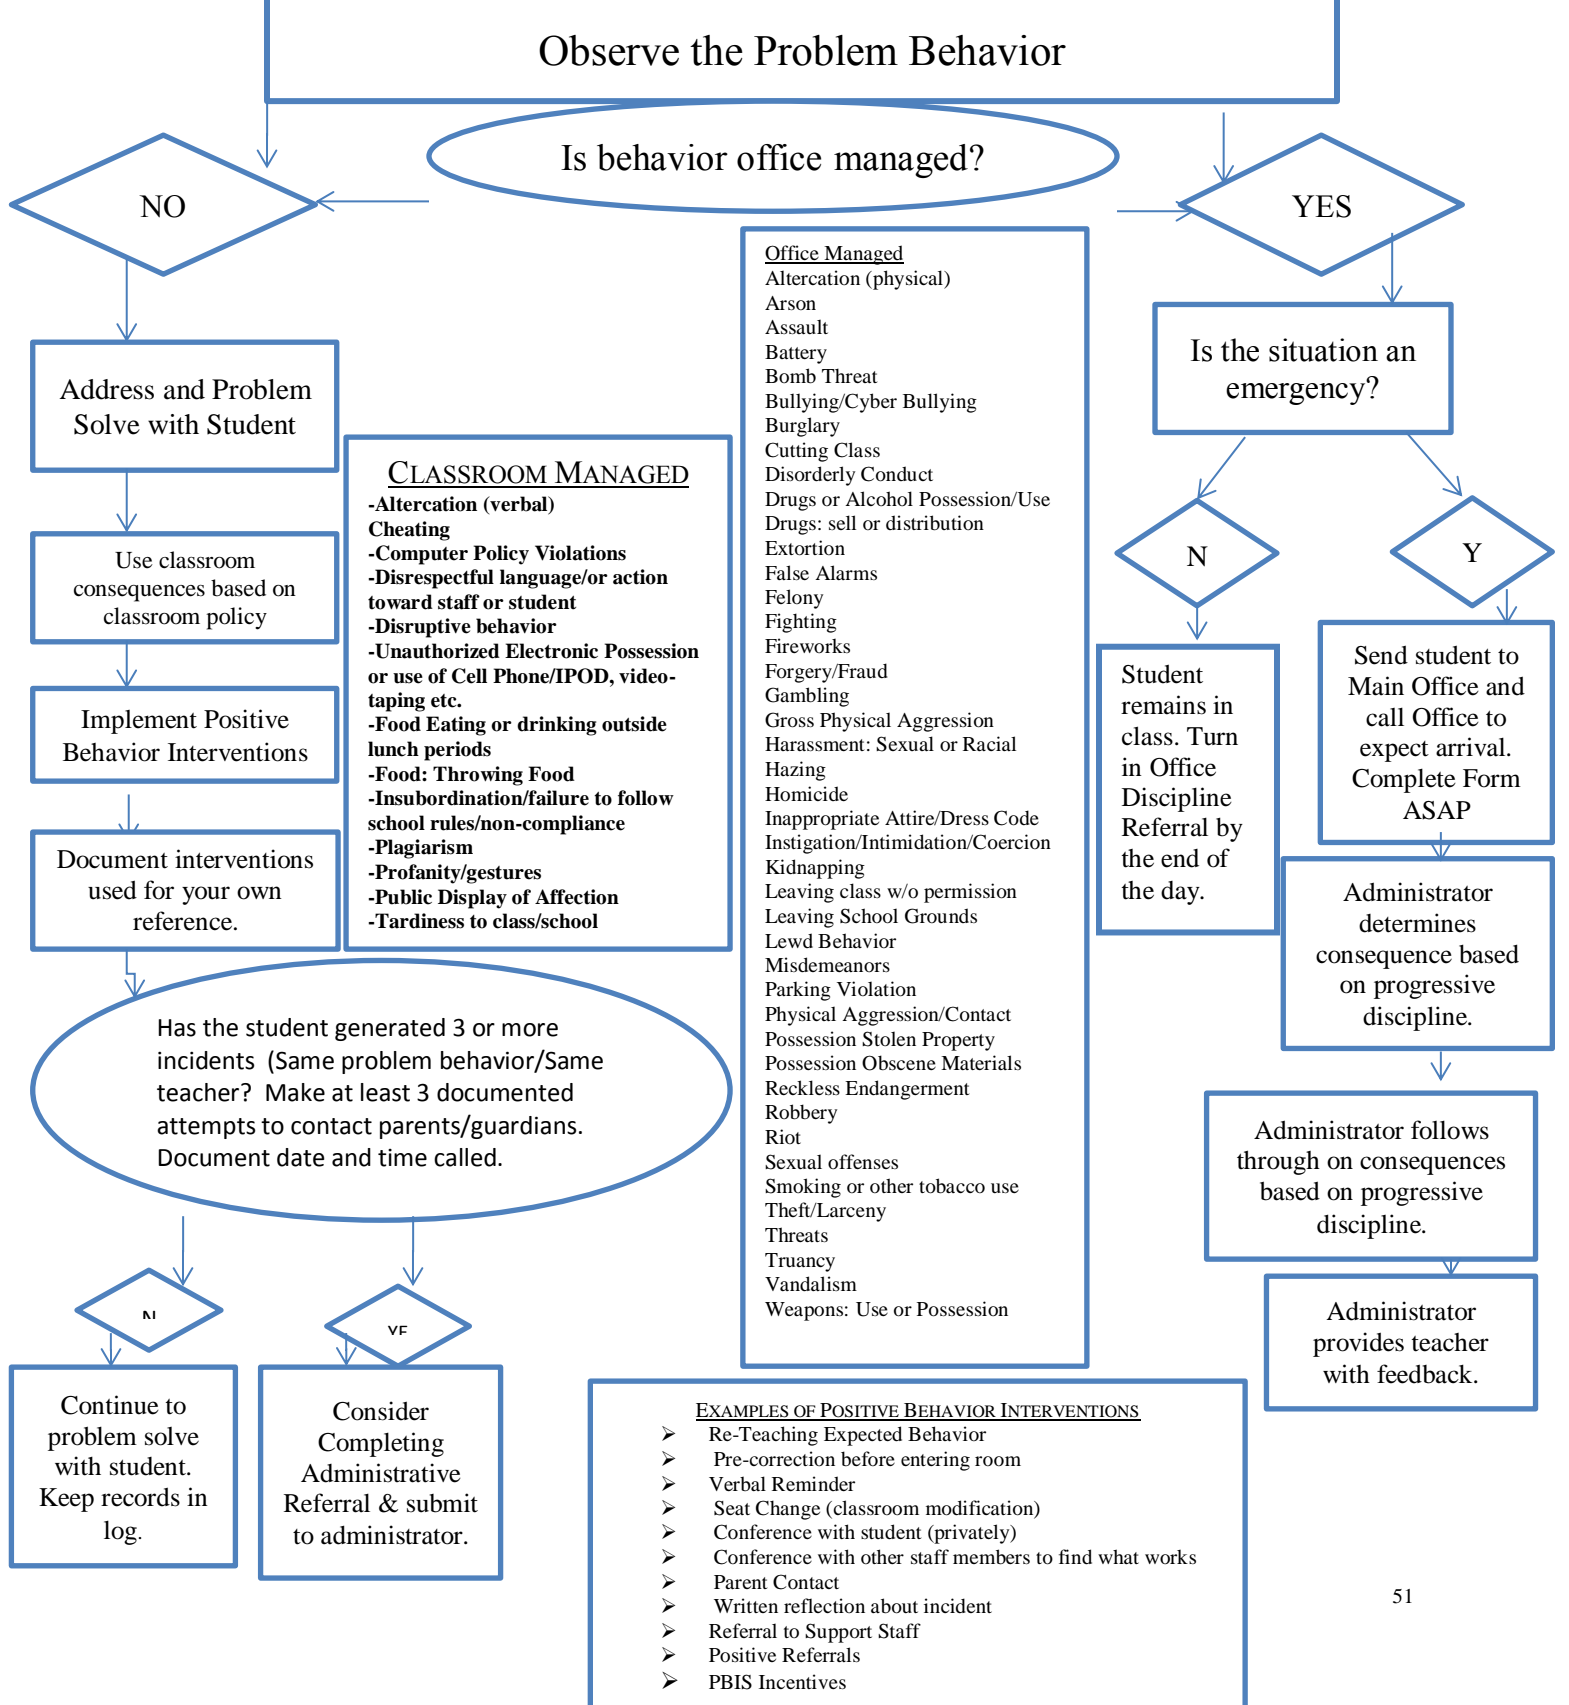 Observe the Problem Behavior
Is behavior office managed?
NO
YES
Address and Problem
Solve with Student
Use classroom
consequences based on
classroom policy
Implement Positive
Behavior Interventions
Document interventions
used for your own
reference.
CLASSROOM MANAGED
-Altercation (verbal)
Cheating
-Computer Policy Violations
-Disrespectful language/or action
toward staff or student
-Disruptive behavior
-Unauthorized Electronic Possession
or use of Cell Phone/IPOD, video-
taping etc.
-Food Eating or drinking outside
lunch periods
-Food: Throwing Food
-Insubordination/failure to follow
school rules/non-compliance
-Plagiarism
-Profanity/gestures
-Public Display of Affection
-Tardiness to class/school
Has the student generated 3 or more
incidents  (Same problem behavior/Same
teacher?  Make at least 3 documented
attempts to contact parents/guardians.
Document date and time called.
Continue to
problem solve
with student.
Keep records in
log.
Consider
Completing
Administrative
Referral & submit
to administrator.
Office Managed
Altercation (physical)
Arson
Assault
Battery
Bomb Threat
Bullying/Cyber Bullying
Burglary
Cutting Class
Disorderly Conduct
Drugs or Alcohol Possession/Use
Drugs: sell or distribution
Extortion
False Alarms
Felony
Fighting
Fireworks
Forgery/Fraud
Gambling
Gross Physical Aggression
Harassment: Sexual or Racial
Hazing
Homicide
Inappropriate Attire/Dress Code
Instigation/Intimidation/Coercion
Kidnapping
Leaving class w/o permission
Leaving School Grounds
Lewd Behavior
Misdemeanors
Parking Violation
Physical Aggression/Contact
Possession Stolen Property
Possession Obscene Materials
Reckless Endangerment
Robbery
Riot
Sexual offenses
Smoking or other tobacco use
Theft/Larceny
Threats
Truancy
Vandalism
Weapons: Use or Possession
Is the situation an
emergency?
N
Y
Student
remains in
class. Turn
in Office
Discipline
Referral by
the end of
the day.
Send student to
Main Office and
call Office to
expect arrival.
Complete Form
ASAP
Administrator
determines
consequence based
on progressive
discipline.
Administrator follows
through on consequences
based on progressive
discipline.
Administrator
provides teacher
with feedback.
EXAMPLES OF POSITIVE BEHAVIOR INTERVENTIONS
➢ Re-Teaching Expected Behavior
➢ Pre-correction before entering room
➢ Verbal Reminder
➢ Seat Change (classroom modification)
➢ Conference with student (privately)
➢ Conference with other staff members to find what works
➢ Parent Contact
➢ Written reflection about incident
➢ Referral to Support Staff
➢ Positive Referrals
➢ PBIS Incentives
51